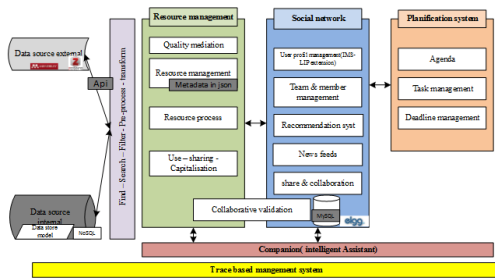 Resource management
Social network
Planification system
Quality mediation
Resource management
Metadata in json
Resource process
Use – sharing -
Capitalisation
User profil management(IMS-
LIP extension)
Team & member
management
Recommendation syst
News feeds
share & collaboration
Agenda
Task management
Deadline management
Data source external
Api
Find – Search – Filter - Pre-process - transform
Data source
internal
Data store
model
NoSQL
Collaborative validation
MySQL
elgg
Companion( intelligent Assistant)
Trace based mangement system